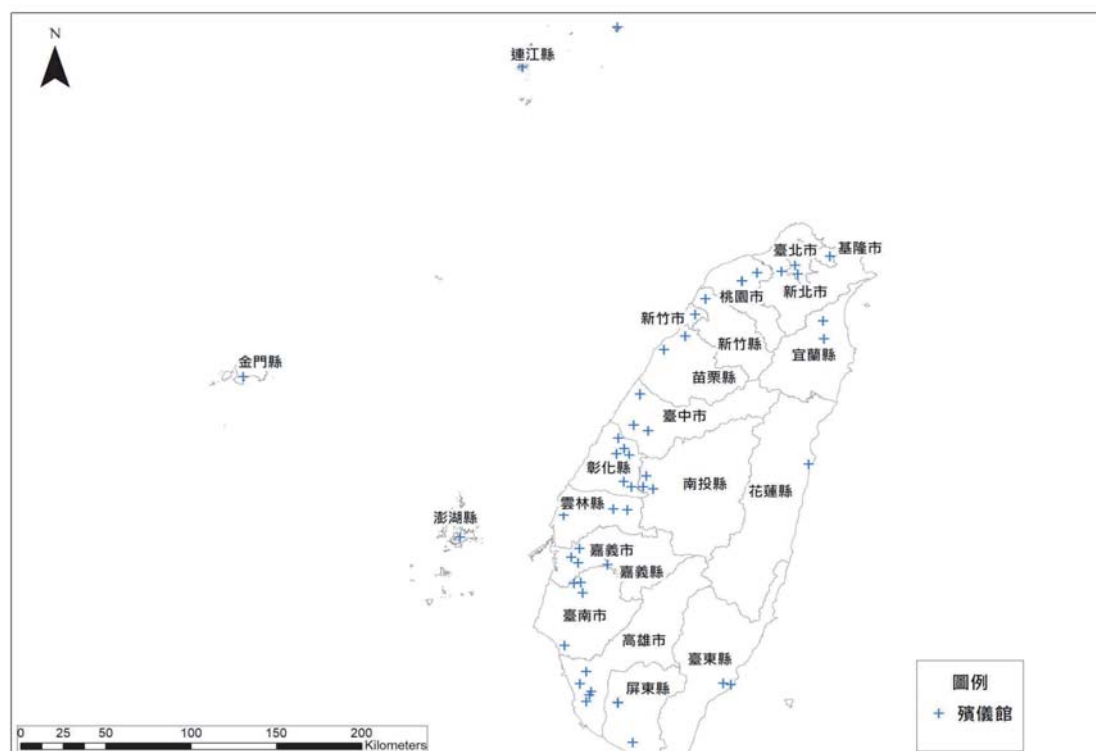 N
連江縣
臺北市
基隆市
桃園市
新北市
新竹市
新竹縣
宜蘭縣
金門縣
苗栗縣
臺中市
彰化縣
南投縣
花蓮縣
雲林縣
澎湖縣
嘉義市
嘉義縣
臺南市
高雄市
臺東縣
屏東縣
圖例
殯儀館
0 25 50 100 150 200
Kilometers